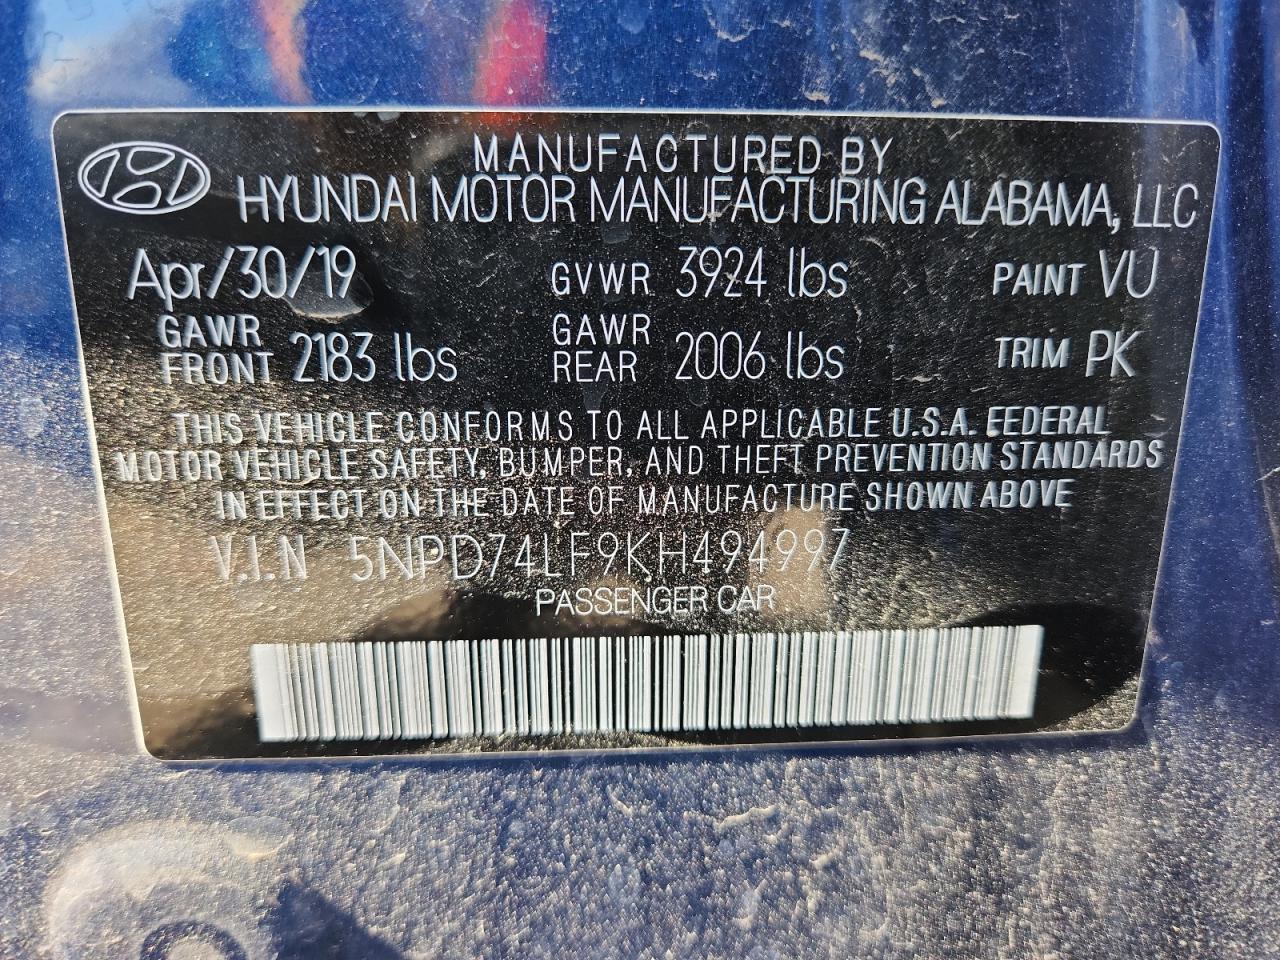 MANUFACTURED BY
HYUNDAI MOTOR MANUFACTURING ALABAMA, LLC
Apr/30/19 GVWR 3924 lbs PAINT VU
GAWR FRONT 2183 lbs GAWR REAR 2006 lbs TRIM PK
THIS VEHICLE CONFORMS TO ALL APPLICABLE U.S.A. FEDERAL
MOTOR VEHICLE SAFETY, BUMPER, AND THEFT PREVENTION STANDARDS
IN EFFECT ON THE DATE OF MANUFACTURE SHOWN ABOVE
V.I.N 5NPD74LF9KH494997
PASSENGER CAR